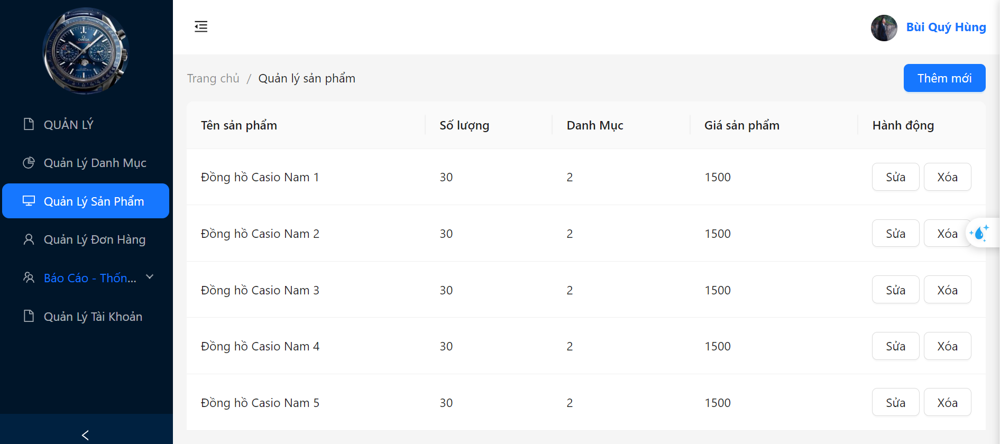 OMEGA
QUẢN LÝ
Quản Lý Danh Mục
Quản Lý Sản Phẩm
Quản Lý Đơn Hàng
Báo Cáo - Thốn...
Quản Lý Tài Khoản
Bùi Quý Hùng
Trang chủ / Quản lý sản phẩm
Thêm mới
Tên sản phẩm Số lượng Danh Mục Giá sản phẩm Hành động
Đồng hồ Casio Nam 1 30 2 1500 Sửa Xóa
Đồng hồ Casio Nam 2 30 2 1500 Sửa Xóa
Đồng hồ Casio Nam 3 30 2 1500 Sửa Xóa
Đồng hồ Casio Nam 4 30 2 1500 Sửa Xóa
Đồng hồ Casio Nam 5 30 2 1500 Sửa Xóa